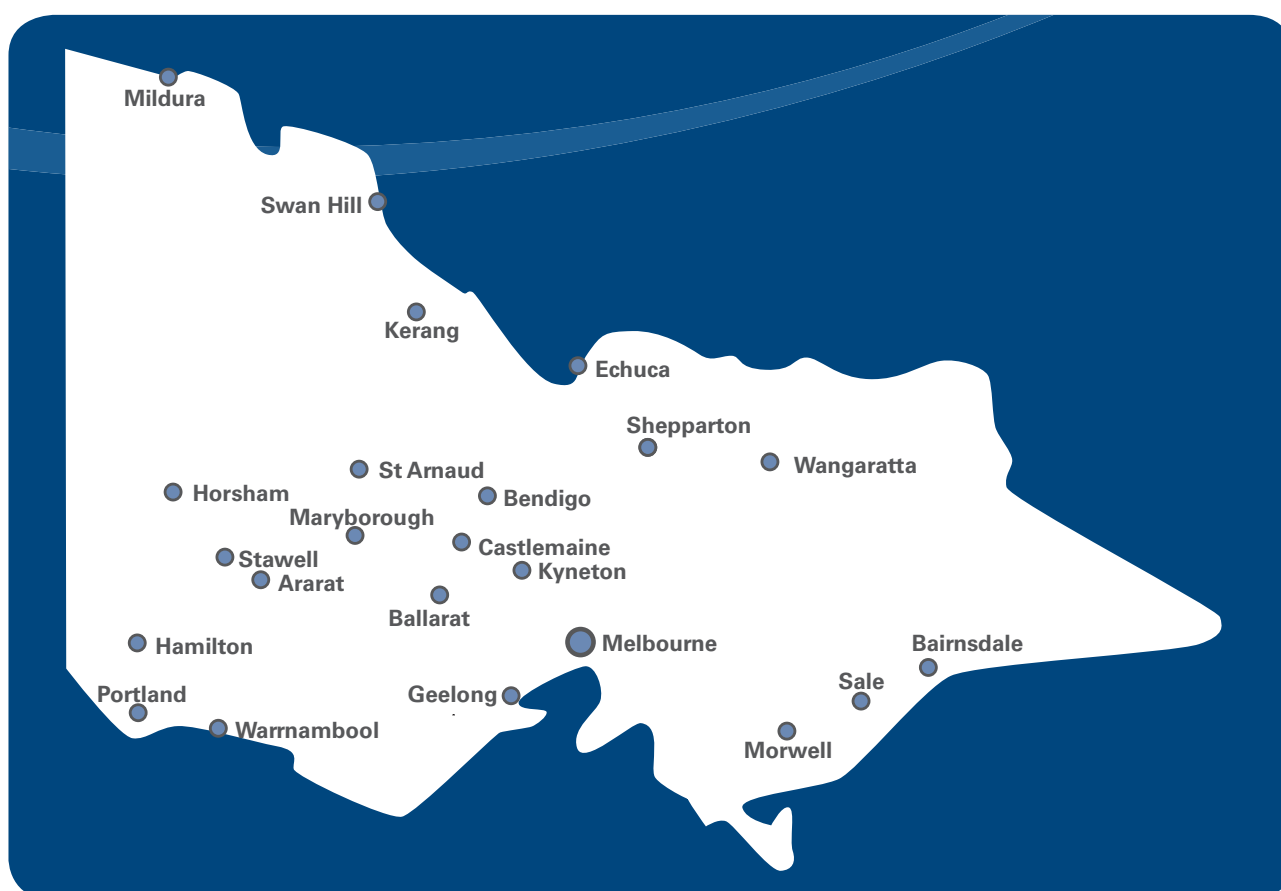 Mildura
Swan Hill
Kerang
Echuca
Shepparton
Wangaratta
St Arnaud
Horsham
Bendigo
Maryborough
Castlemaine
Stawell
Kyneton
Ararat
Ballarat
Hamilton
Melbourne
Bairnsdale
Sale
Portland
Geelong
Warrnambool
Morwell